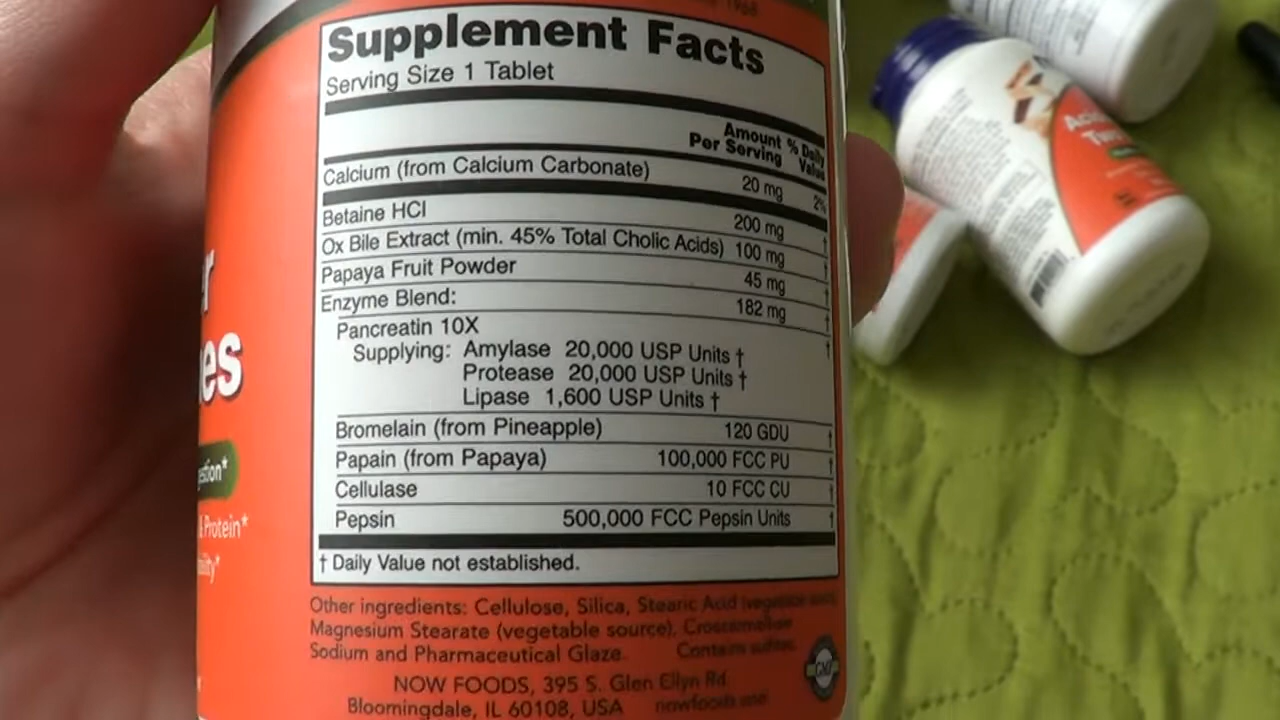 1968
Supplement Facts
Serving Size 1 Tablet
Amount Per Serving % Daily Value
Calcium (from Calcium Carbonate) 20 mg 2%
Betaine HCl 200 mg †
Ox Bile Extract (min. 45% Total Cholic Acids) 100 mg †
Papaya Fruit Powder 45 mg †
Enzyme Blend: 182 mg †
Pancreatin 10X †
Supplying: Amylase 20,000 USP Units †
Protease 20,000 USP Units †
Lipase 1,600 USP Units †
Bromelain (from Pineapple) 120 GDU †
Papain (from Papaya) 100,000 FCC PU †
Cellulase 10 FCC CU †
Pepsin 500,000 FCC Pepsin Units †
† Daily Value not established.
Other ingredients: Cellulose, Silica, Stearic Acid
Magnesium Stearate (vegetable source),
Sodium and Pharmaceutical Glaze. Contains
NOW FOODS, 395 S. Glen Ellyn Rd.
Bloomingdale, IL 60108, USA
GMP
r
es
estion*
& Protein*